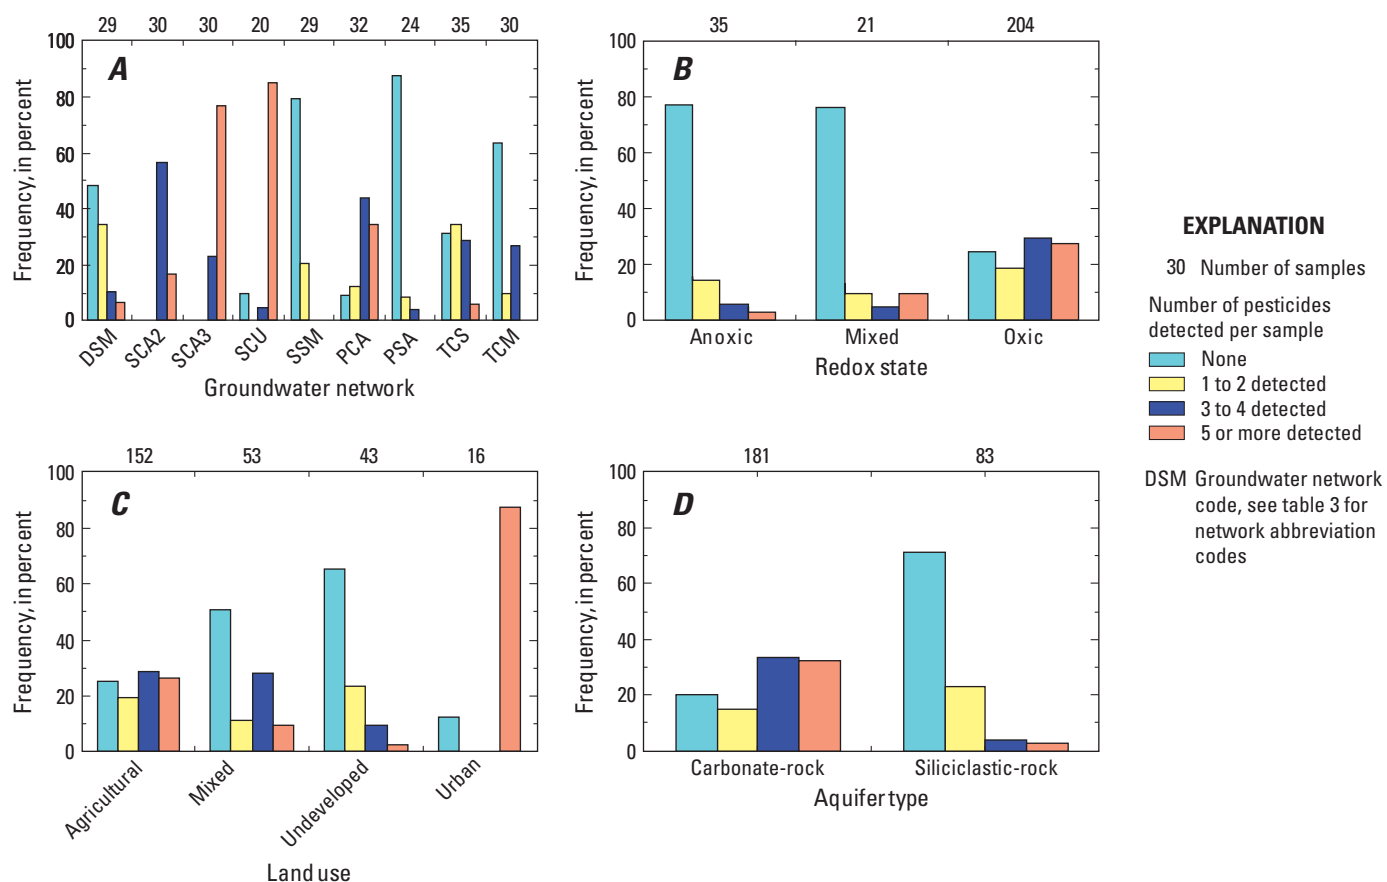 29 30 30 20 29 32 24 35 30
100
80
60
40
20
0
A
Frequency, in percent
DSM SCA2 SCA3 SCU SSM PCA PSA TCS TCM
Groundwater network
35 21 204
100
80
60
40
20
0
B
Frequency, in percent
Anoxic Mixed Oxic
Redox state
EXPLANATION
30 Number of samples
Number of pesticides
detected per sample
None
1 to 2 detected
3 to 4 detected
5 or more detected
DSM Groundwater network
code, see table 3 for
network abbreviation
codes
152 53 43 16
100
80
60
40
20
0
C
Frequency, in percent
Agricultural Mixed Undeveloped Urban
Land use
181 83
100
80
60
40
20
0
D
Frequency, in percent
Carbonate-rock Siliciclastic-rock
Aquifer type